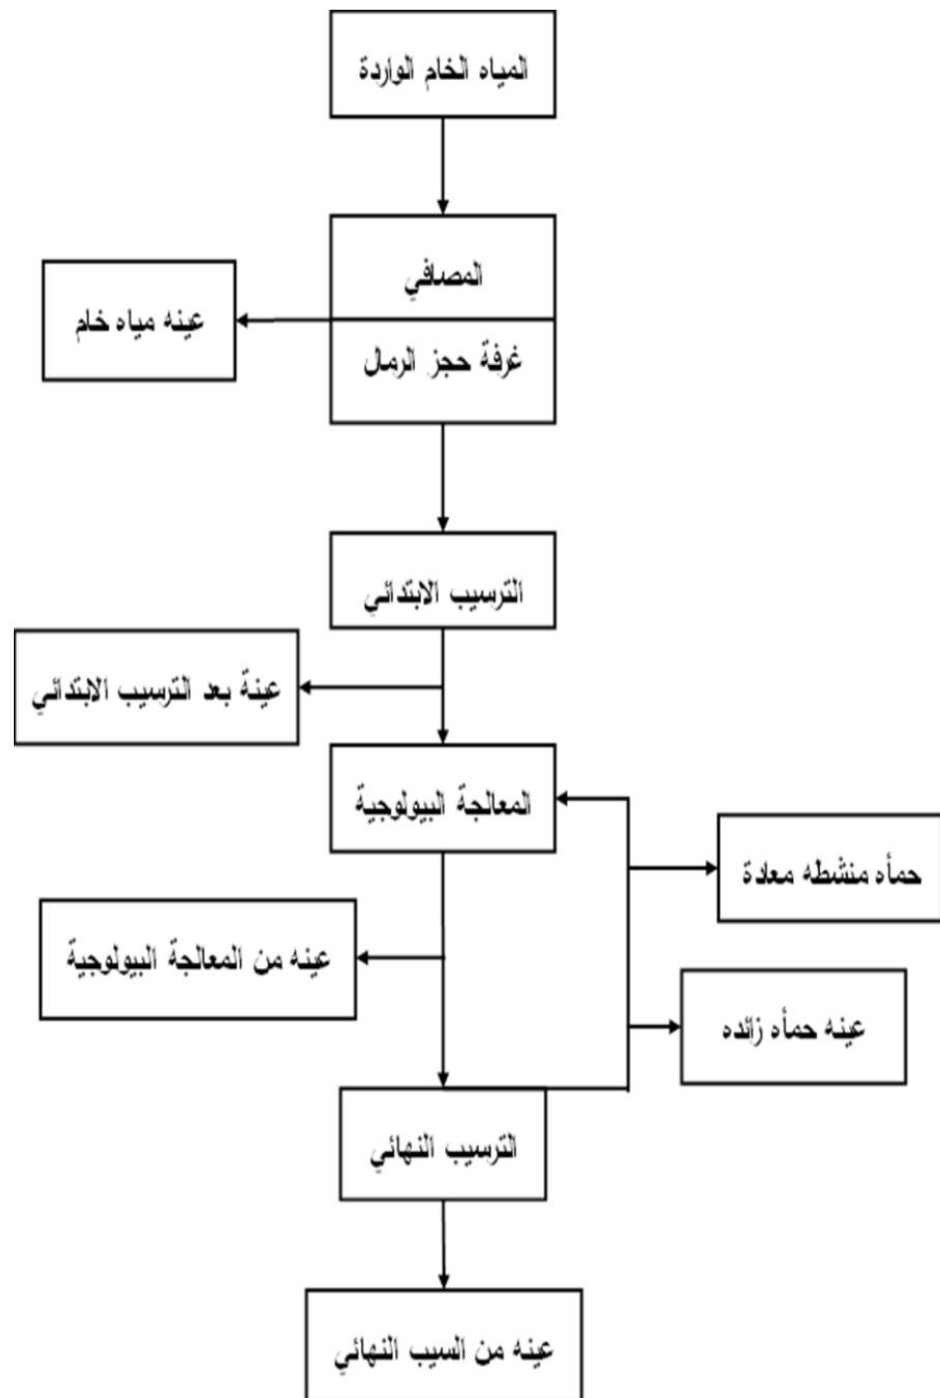 المياه الخام الواردة
المصافي
عينه مياه خام
غرفة حجز الرمال
الترسيب الابتدائي
عينة بعد الترسيب الابتدائي
المعالجة البيولوجية
حمأه منشطه معادة
عينه من المعالجة البيولوجية
عينه حمأه زائده
الترسيب النهائي
عينه من السيب النهائي